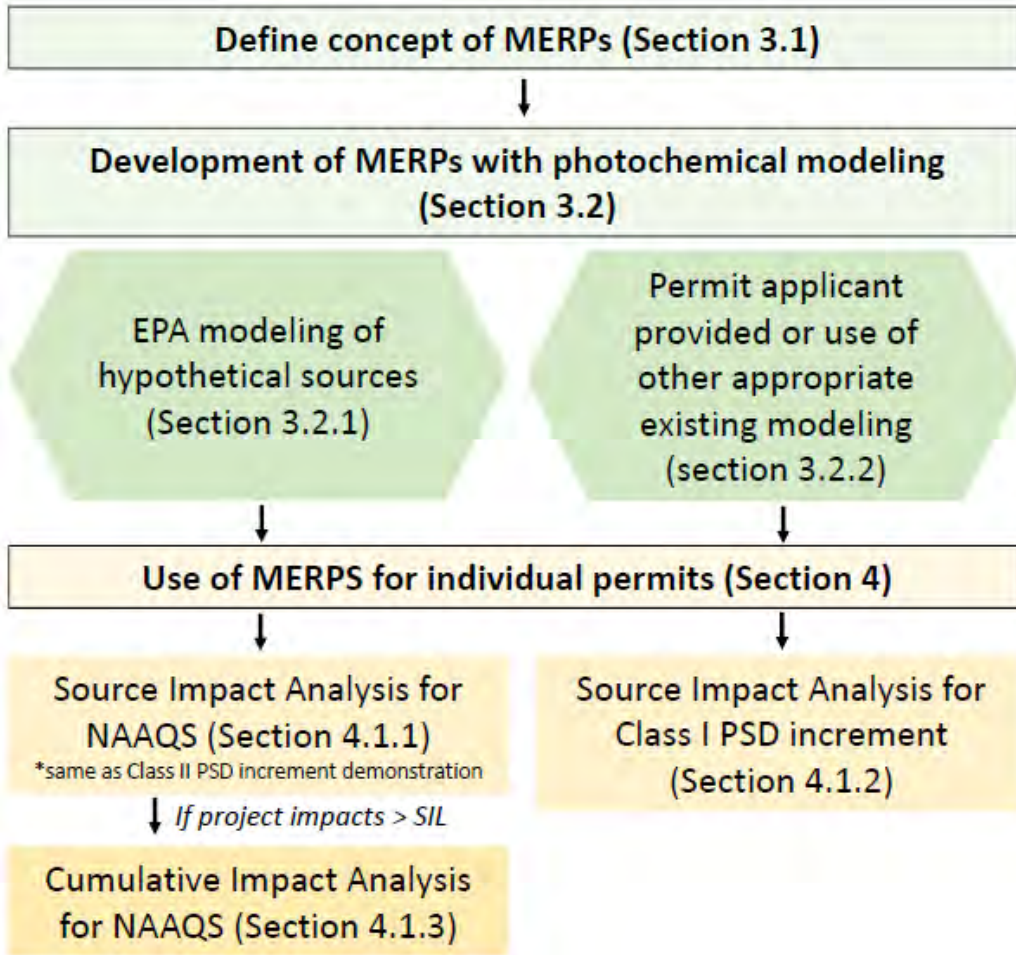 Define concept of MERPs (Section 3.1)
Development of MERPs with photochemical modeling
(Section 3.2)
EPA modeling of
hypothetical sources
(Section 3.2.1)
Permit applicant
provided or use of
other appropriate
existing modeling
(section 3.2.2)
Use of MERPS for individual permits (Section 4)
Source Impact Analysis for
NAAQS (Section 4.1.1)
*same as Class II PSD increment demonstration
Source Impact Analysis for
Class I PSD increment
(Section 4.1.2)
If project impacts > SIL
Cumulative Impact Analysis
for NAAQS (Section 4.1.3)